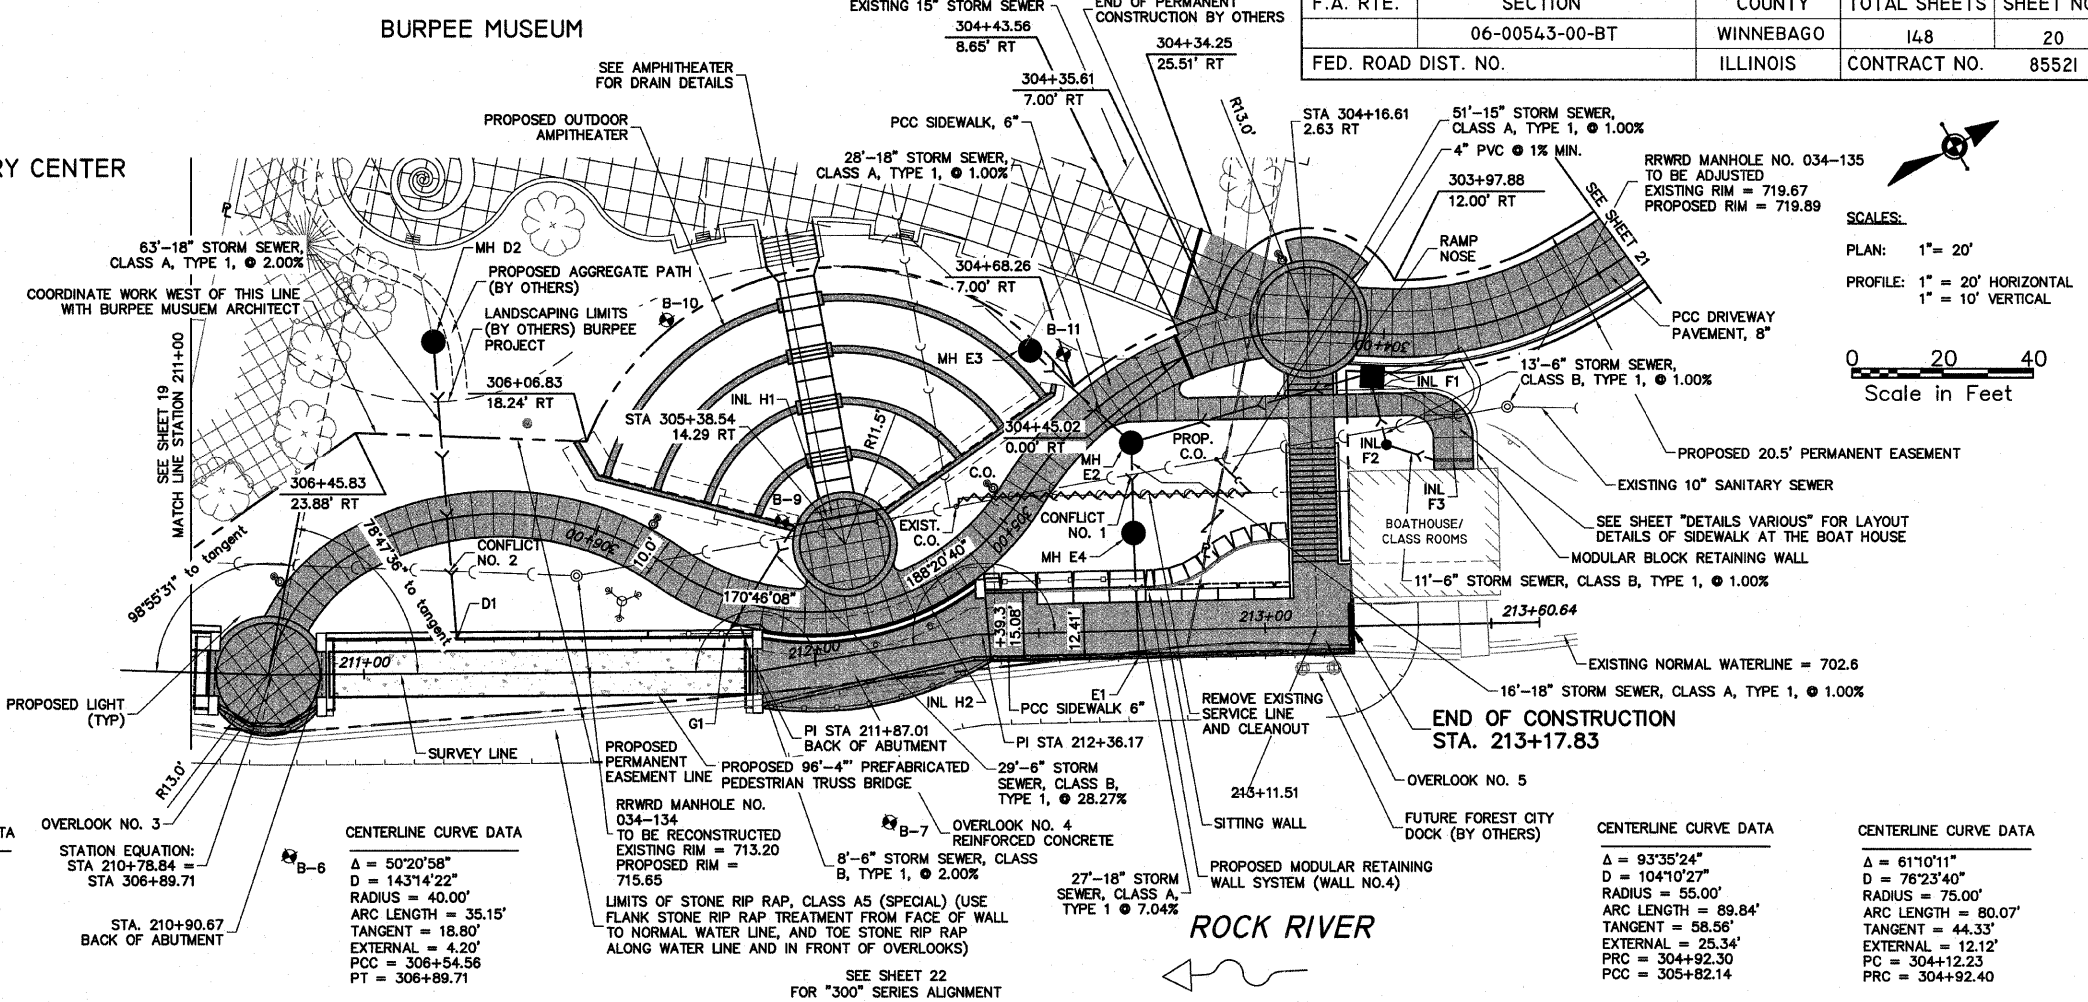 BURPEE MUSEUM
EXISTING 15" STORM SEWER
END OF PERMANENT
CONSTRUCTION BY OTHERS
F.A. RTE. SECTION COUNTY TOTAL SHEETS SHEET NO
06-00543-00-BT WINNEBAGO 148 20
FED. ROAD DIST. NO. ILLINOIS CONTRACT NO. 85521
304+43.56
8.65' RT
304+34.25
25.51' RT
304+35.61
7.00' RT
SEE AMPHITHEATER
FOR DRAIN DETAILS
PROPOSED OUTDOOR
AMPITHEATER
PCC SIDEWALK, 6"
28'-18" STORM SEWER,
CLASS A, TYPE 1, @ 1.00%
R13.0'
STA 304+16.61
2.63 RT
51'-15" STORM SEWER,
CLASS A, TYPE 1, @ 1.00%
4" PVC @ 1% MIN.
303+97.88
12.00' RT
RRWRD MANHOLE NO. 034-135
TO BE ADJUSTED
EXISTING RIM = 719.67
PROPOSED RIM = 719.89
SEE SHEET 21
RAMP
NOSE
SCALES:
PLAN: 1"= 20'
PROFILE: 1" = 20' HORIZONTAL
1" = 10' VERTICAL
0 20 40
Scale in Feet
RY CENTER
63'-18" STORM SEWER,
CLASS A, TYPE 1, @ 2.00%
COORDINATE WORK WEST OF THIS LINE
WITH BURPEE MUSUEM ARCHITECT
SEE SHEET 19
MATCH LINE STATION 211+00
MH D2
PROPOSED AGGREGATE PATH
(BY OTHERS)
LANDSCAPING LIMITS
(BY OTHERS) BURPEE
PROJECT
B-10
304+68.26
7.00' RT
B-11
MH E3
306+06.83
18.24' RT
INL H1
STA 305+38.54
14.29 RT
R11.5'
304+45.02
0.00' RT
304+00
PCC DRIVEWAY
PAVEMENT, 8"
13'-6" STORM SEWER,
CLASS B, TYPE 1, @ 1.00%
INL F1
PROP.
C.O.
MH
E2
INL
F2
INL
F3
PROPOSED 20.5' PERMANENT EASEMENT
EXISTING 10" SANITARY SEWER
306+45.83
23.88' RT
B-9
C.O.
EXIST.
C.O.
CONFLICT
NO. 1
MH E4
BOATHOUSE/
CLASS ROOMS
SEE SHEET "DETAILS VARIOUS" FOR LAYOUT
DETAILS OF SIDEWALK AT THE BOAT HOUSE
MODULAR BLOCK RETAINING WALL
11'-6" STORM SEWER, CLASS B, TYPE 1, @ 1.00%
98°55'31" to tangent
78°47'36" to tangent
CONFLICT
NO. 2
306+00
10.0'
D1
170°46'08"
188°20'40"
305+00
+39.3
15.08'
12.41'
213+00
213+60.64
211+00
212+00
EXISTING NORMAL WATERLINE = 702.6
16'-18" STORM SEWER, CLASS A, TYPE 1, @ 1.00%
END OF CONSTRUCTION
STA. 213+17.83
PROPOSED LIGHT
(TYP)
R13.0'
SURVEY LINE
G1
INL H2
PCC SIDEWALK 6"
E1
REMOVE EXISTING
SERVICE LINE
AND CLEANOUT
PI STA 211+87.01
BACK OF ABUTMENT
PI STA 212+36.17
PROPOSED
PERMANENT
EASEMENT LINE
PROPOSED 96'-4"' PREFABRICATED
PEDESTRIAN TRUSS BRIDGE
29'-6" STORM
SEWER, CLASS B,
TYPE 1, @ 28.27%
213+11.51
OVERLOOK NO. 5
FUTURE FOREST CITY
DOCK (BY OTHERS)
SITTING WALL
PROPOSED MODULAR RETAINING
WALL SYSTEM (WALL NO.4)
27'-18" STORM
SEWER, CLASS A,
TYPE 1 @ 7.04%
RRWRD MANHOLE NO.
034-134
TO BE RECONSTRUCTED
EXISTING RIM = 713.20
PROPOSED RIM =
715.65
B-7
OVERLOOK NO. 4
REINFORCED CONCRETE
8'-6" STORM SEWER, CLASS
B, TYPE 1, @ 2.00%
LIMITS OF STONE RIP RAP, CLASS A5 (SPECIAL) (USE
FLANK STONE RIP RAP TREATMENT FROM FACE OF WALL
TO NORMAL WATER LINE, AND TOE STONE RIP RAP
ALONG WATER LINE AND IN FRONT OF OVERLOOKS)
SEE SHEET 22
FOR "300" SERIES ALIGNMENT
ROCK RIVER
TA
OVERLOOK NO. 3
STATION EQUATION:
STA 210+78.84 =
STA 306+89.71
STA. 210+90.67
BACK OF ABUTMENT
B-6
CENTERLINE CURVE DATA
Δ = 50°20'58"
D = 143°14'22"
RADIUS = 40.00'
ARC LENGTH = 35.15'
TANGENT = 18.80'
EXTERNAL = 4.20'
PCC = 306+54.56
PT = 306+89.71
CENTERLINE CURVE DATA
Δ = 93°35'24"
D = 104°10'27"
RADIUS = 55.00'
ARC LENGTH = 89.84'
TANGENT = 58.56'
EXTERNAL = 25.34'
PRC = 304+92.30
PCC = 305+82.14
CENTERLINE CURVE DATA
Δ = 61°10'11"
D = 76°23'40"
RADIUS = 75.00'
ARC LENGTH = 80.07'
TANGENT = 44.33'
EXTERNAL = 12.12'
PC = 304+12.23
PRC = 304+92.40